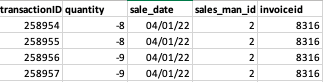 transactionID quantity sale_date sales_man_id invoiceid
258954 -8 04/01/22 2 8316
258955 -8 04/01/22 2 8316
258956 -9 04/01/22 2 8316
258957 -9 04/01/22 2 8316